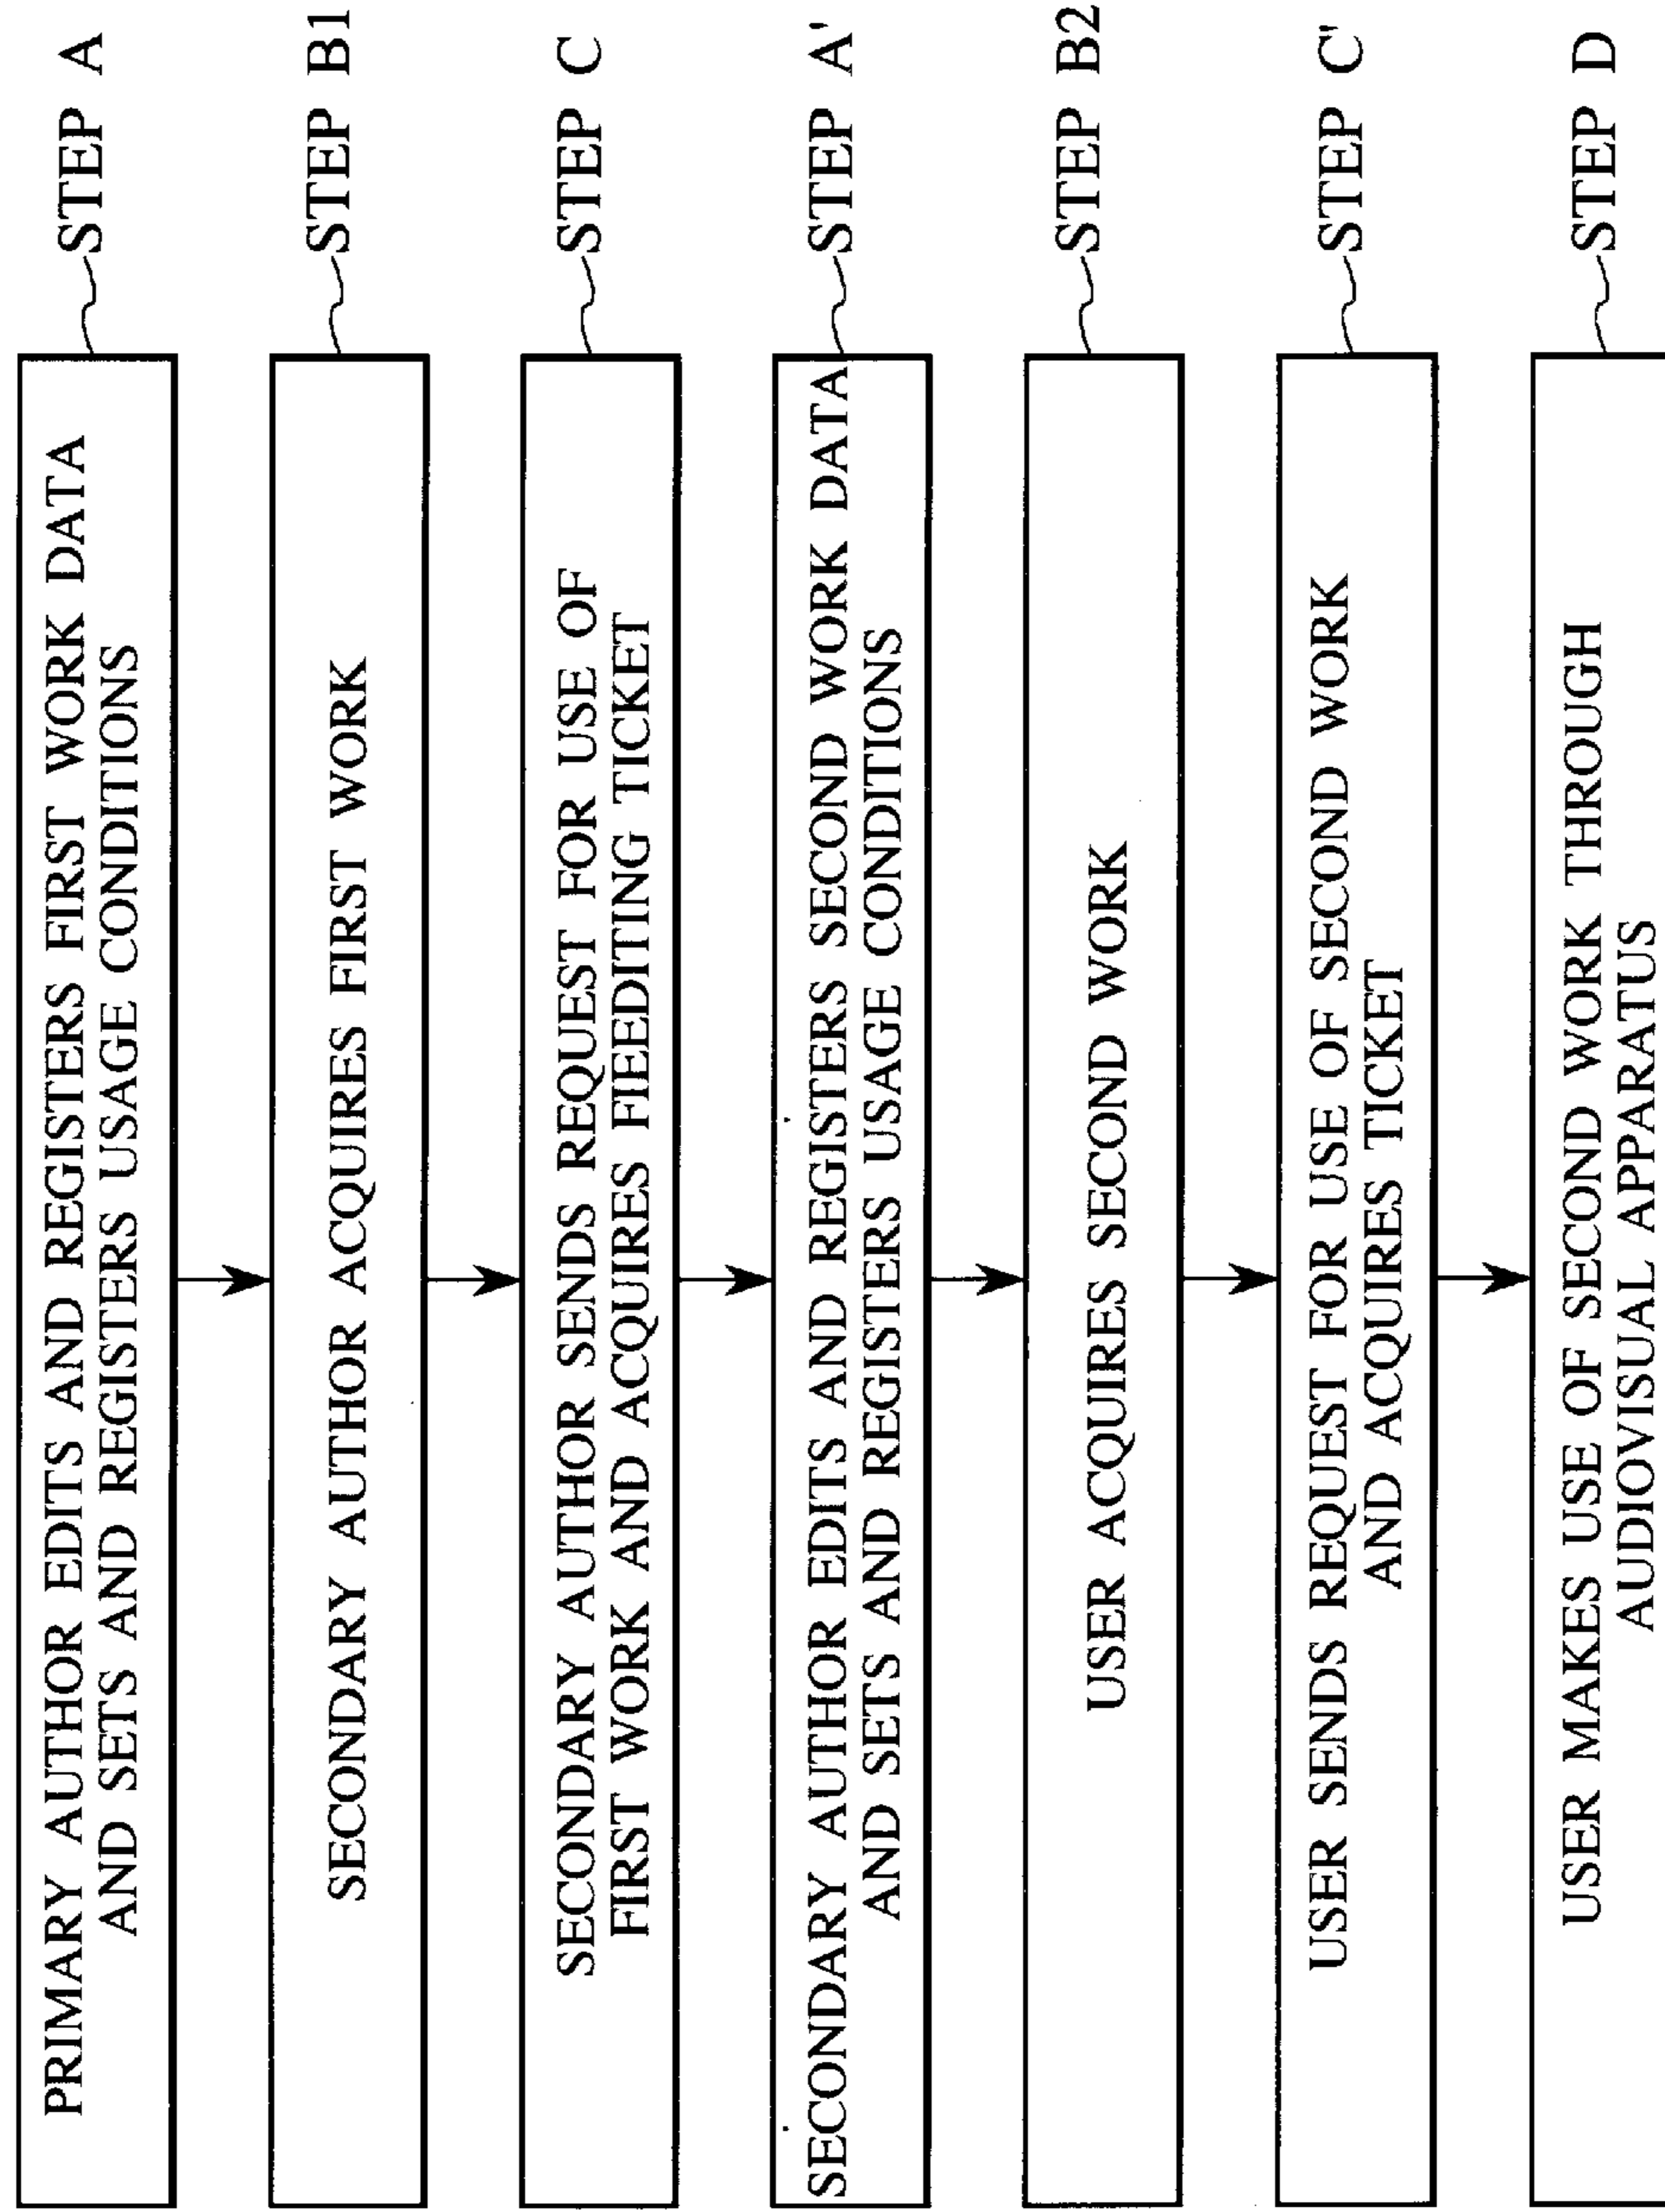 PRIMARY AUTHOR EDITS AND REGISTERS FIRST WORK DATA
AND SETS AND REGISTERS USAGE CONDITIONS
STEP A
SECONDARY AUTHOR ACQUIRES FIRST WORK
STEP B1
SECONDARY AUTHOR SENDS REQUEST FOR USE OF
FIRST WORK AND ACQUIRES FIEEDITING TICKET
STEP C
SECONDARY AUTHOR EDITS AND REGISTERS SECOND WORK DATA
AND SETS AND REGISTERS USAGE CONDITIONS
STEP A'
USER ACQUIRES SECOND WORK
STEP B2
USER SENDS REQUEST FOR USE OF SECOND WORK
AND ACQUIRES TICKET
STEP C'
USER MAKES USE OF SECOND WORK THROUGH
AUDIOVISUAL APPARATUS
STEP D